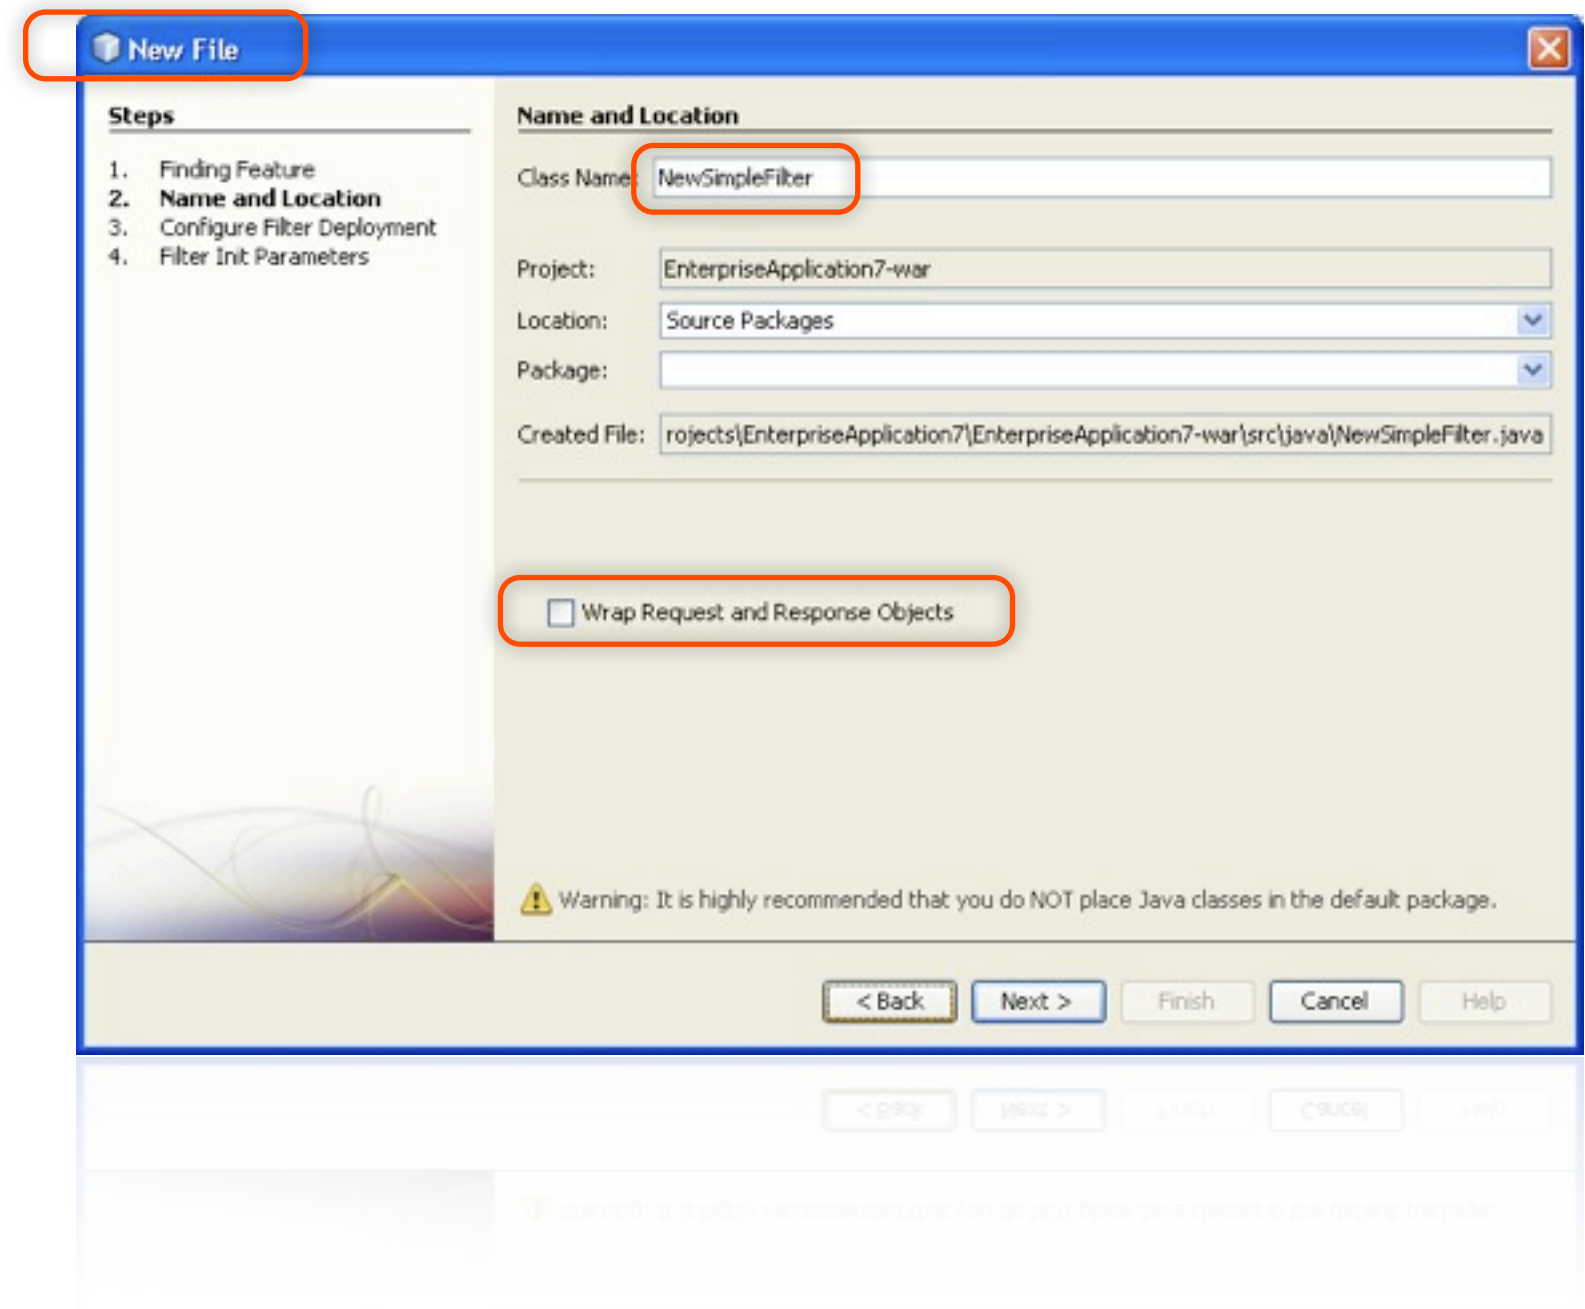 New File
Steps
1. Finding Feature
2. Name and Location
3. Configure Filter Deployment
4. Filter Init Parameters
Name and Location
Class Name: NewSimpleFilter
Project: EnterpriseApplication7-war
Location: Source Packages
Package:
Created File: rojects\EnterpriseApplication7\EnterpriseApplication7-war\src\java\NewSimpleFilter.java
Wrap Request and Response Objects
Warning: It is highly recommended that you do NOT place Java classes in the default package.
< Back Next > Finish Cancel Help